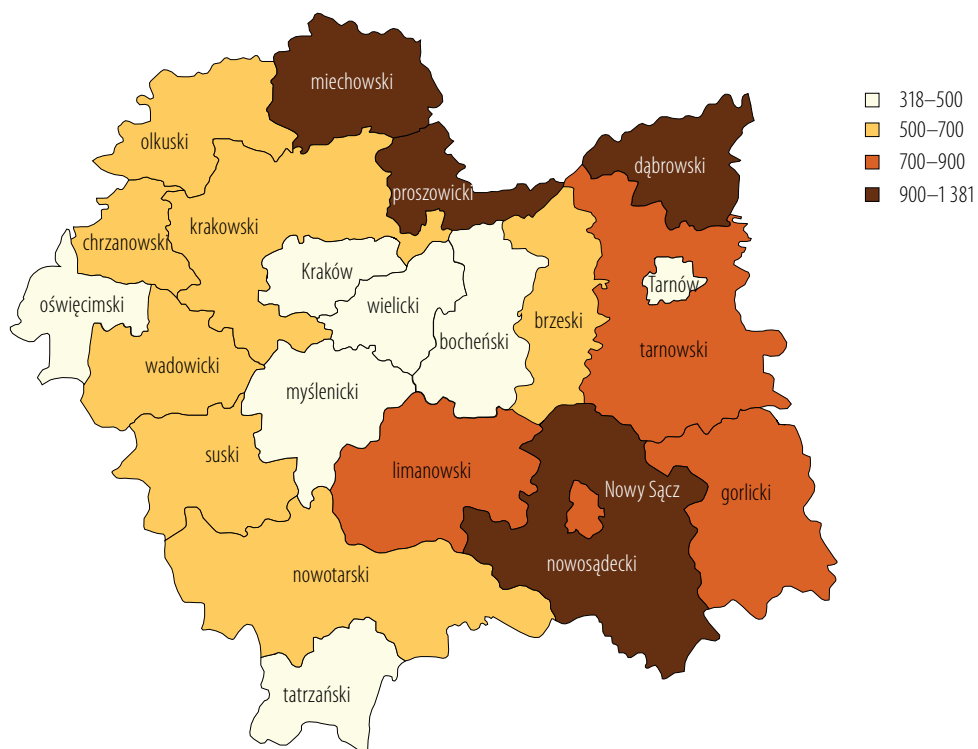 miechowski
318–500
500–700
700–900
900–1 381
olkuski
dąbrowski
proszowicki
krakowski
chrzanowski
Kraków
Tarnów
oświęcimski
wielicki
brzeski
bocheński
tarnowski
wadowicki
myślenicki
suski
limanowski
Nowy Sącz
gorlicki
nowosądecki
nowotarski
tatrzański